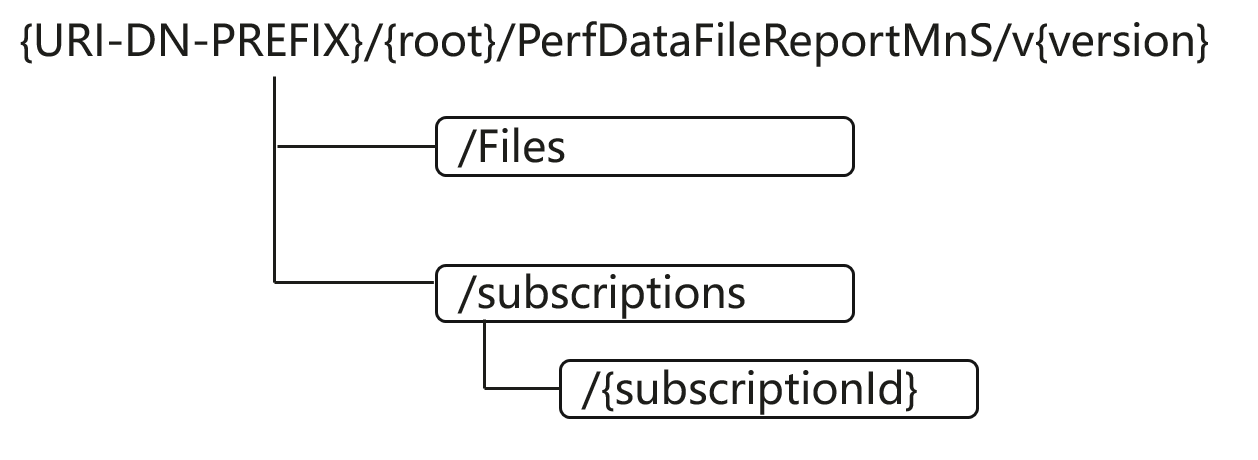 {URI-DN-PREFIX}/{root}/PerfDataFileReportMnS/v{version}
/Files
/subscriptions
/{subscriptionId}